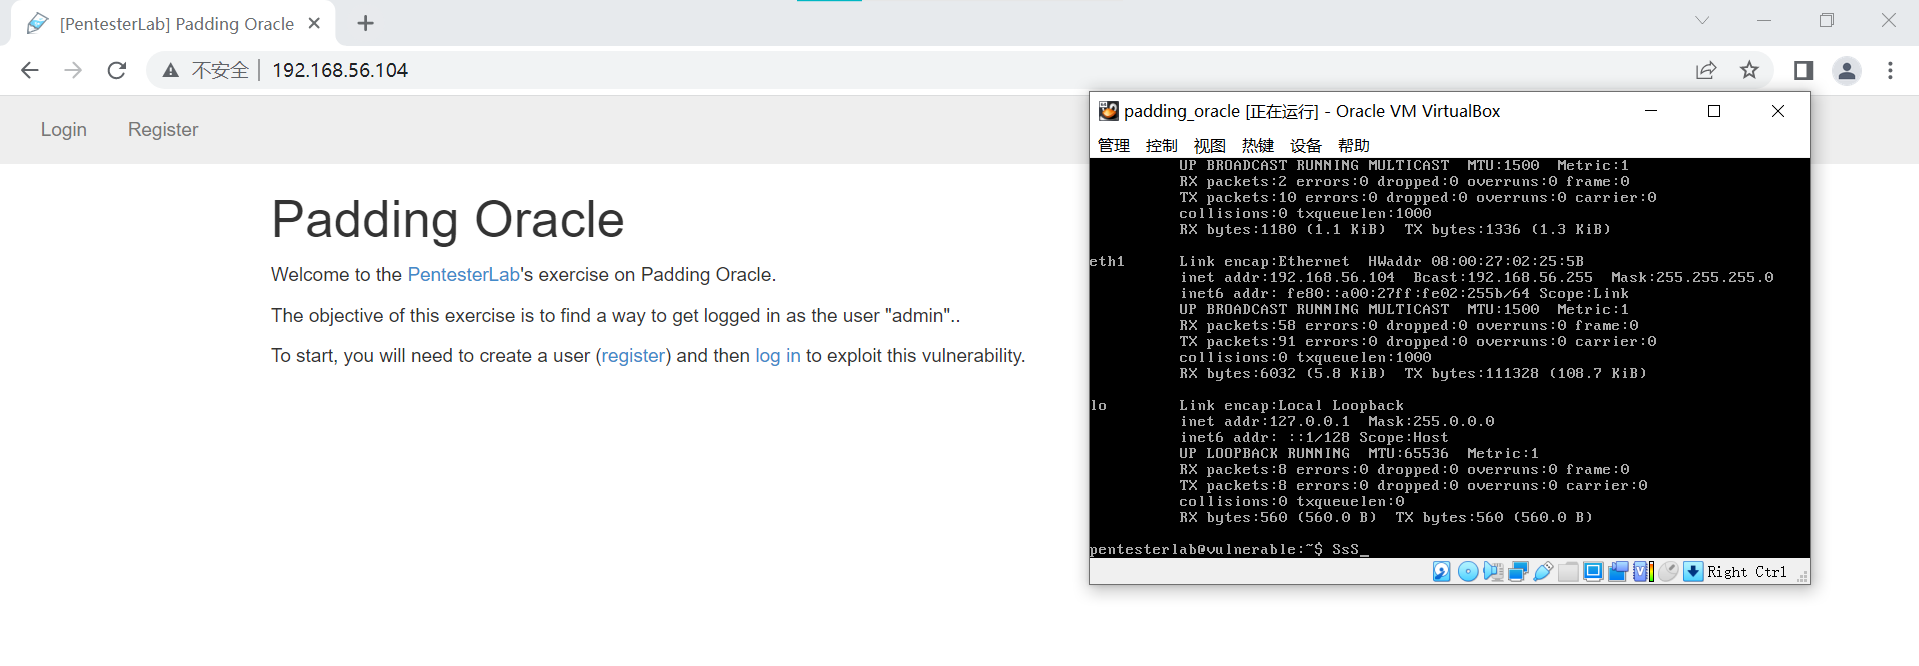 [PentesterLab] Padding Oracle
不安全 192.168.56.104
Login Register
Padding Oracle
Welcome to the PentesterLab's exercise on Padding Oracle.
The objective of this exercise is to find a way to get logged in as the user "admin"..
To start, you will need to create a user (register) and then log in to exploit this vulnerability.
padding_oracle [正在运行] - Oracle VM VirtualBox
管理 控制 视图 热键 设备 帮助
UP BROADCAST RUNNING MULTICAST  MTU:1500  Metric:1
RX packets:2 errors:0 dropped:0 overruns:0 frame:0
TX packets:10 errors:0 dropped:0 overruns:0 carrier:0
collisions:0 txqueuelen:1000
RX bytes:1180 (1.1 KiB)  TX bytes:1336 (1.3 KiB)
eth1 Link encap:Ethernet  HWaddr 08:00:27:02:25:5B
inet addr:192.168.56.104  Bcast:192.168.56.255  Mask:255.255.255.0
inet6 addr: fe80::a00:27ff:fe02:255b/64 Scope:Link
UP BROADCAST RUNNING MULTICAST  MTU:1500  Metric:1
RX packets:58 errors:0 dropped:0 overruns:0 frame:0
TX packets:91 errors:0 dropped:0 overruns:0 carrier:0
collisions:0 txqueuelen:1000
RX bytes:6032 (5.8 KiB)  TX bytes:111328 (108.7 KiB)
lo Link encap:Local Loopback
inet addr:127.0.0.1  Mask:255.0.0.0
inet6 addr: ::1/128 Scope:Host
UP LOOPBACK RUNNING  MTU:65536  Metric:1
RX packets:8 errors:0 dropped:0 overruns:0 frame:0
TX packets:8 errors:0 dropped:0 overruns:0 carrier:0
collisions:0 txqueuelen:0
RX bytes:560 (560.0 B)  TX bytes:560 (560.0 B)
pentesterlab@vulnerable:~$ SsS_
Right Ctrl